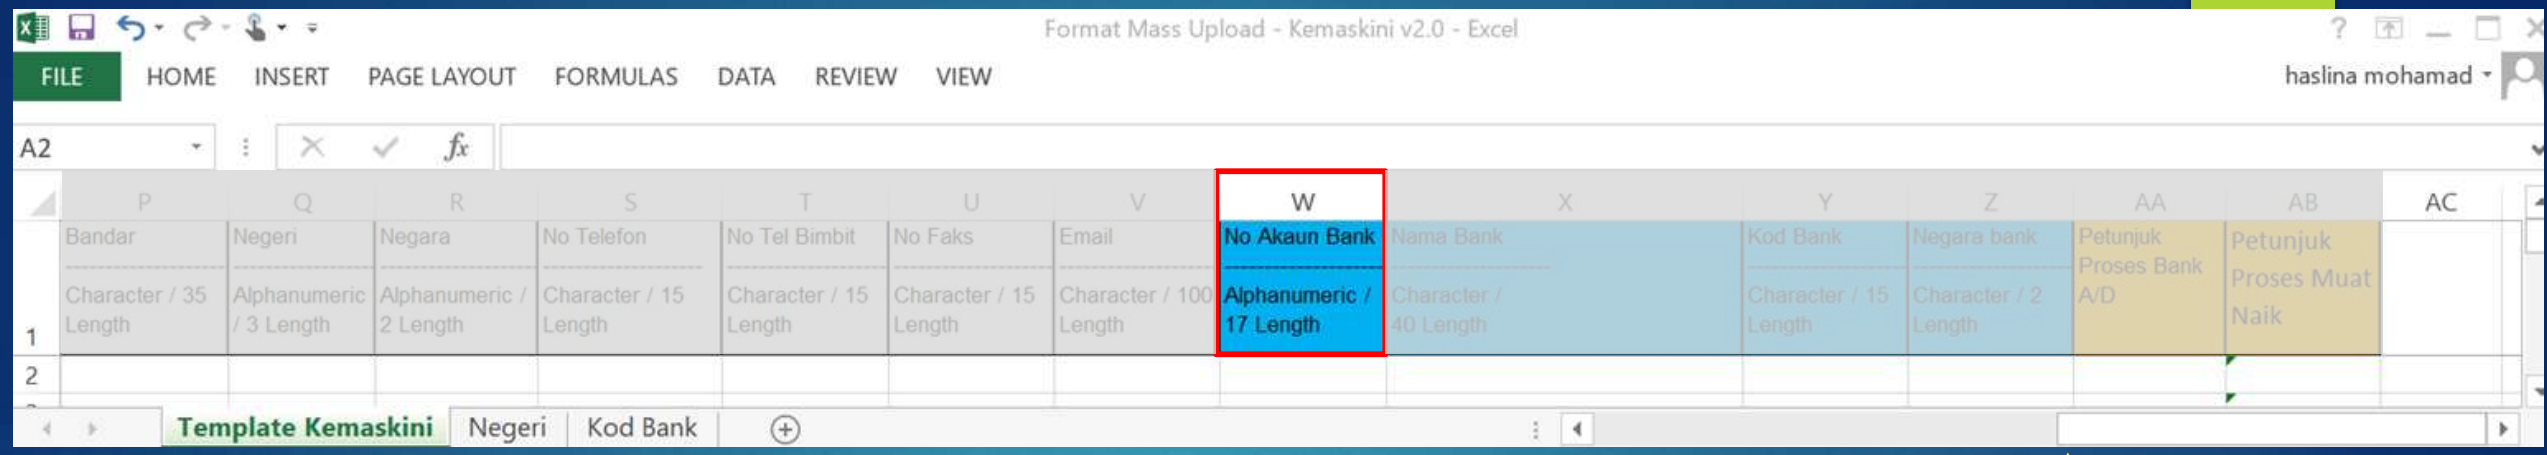 Format Mass Upload - Kemaskini v2.0 - Excel
?
FILE HOME INSERT PAGE LAYOUT FORMULAS DATA REVIEW VIEW
haslina mohamad
A2
fx
P Q R S T U V W X Y Z AA AB AC
1
Bandar
Character / 35
Length
Negeri
Alphanumeric
/ 3 Length
Negara
Alphanumeric /
2 Length
No Telefon
Character / 15
Length
No Tel Bimbit
Character / 15
Length
No Faks
Character / 15
Length
Email
Character / 100
Length
No Akaun Bank
Alphanumeric /
17 Length
Nama Bank
Character /
40 Length
Kod Bank
Character / 15
Length
Negara bank
Character / 2
Length
Petunjuk
Proses Bank
A/D
Petunjuk
Proses Muat
Naik
2
Template Kemaskini Negeri Kod Bank